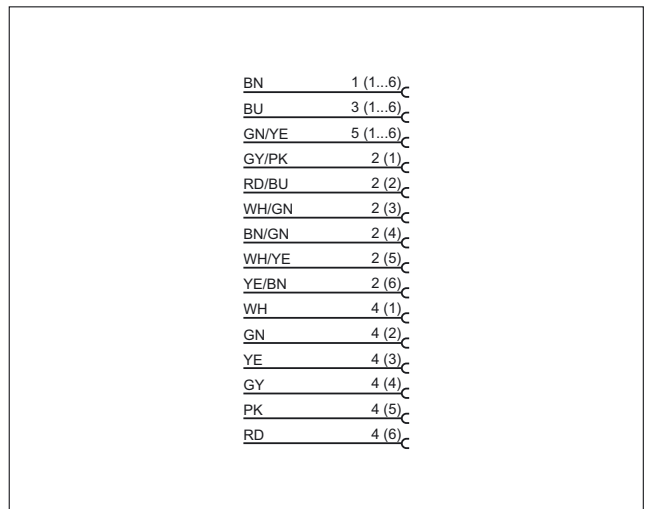 BN 1 (1...6)
BU 3 (1...6)
GN/YE 5 (1...6)
GY/PK 2 (1)
RD/BU 2 (2)
WH/GN 2 (3)
BN/GN 2 (4)
WH/YE 2 (5)
YE/BN 2 (6)
WH 4 (1)
GN 4 (2)
YE 4 (3)
GY 4 (4)
PK 4 (5)
RD 4 (6)